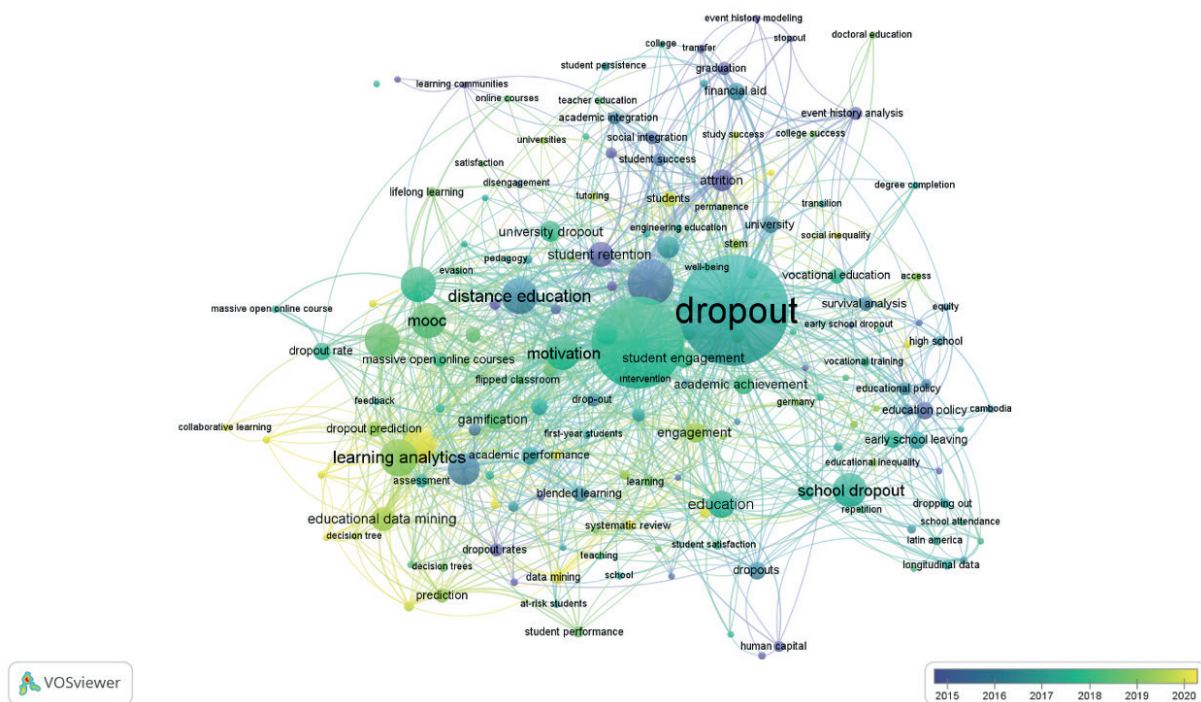 event history modeling
doctoral education
college
transfer
stopout
student persistence
graduation
learning communities
financial aid
online courses
teacher education
event history analysis
academic integration
universities
social integration
study success
college success
satisfaction
student success
disengagement
attrition
degree completion
lifelong learning
tutoring
students
permanence
transition
university dropout
engineering education
university
social inequality
stem
student retention
pedagogy
evasion
well-being
vocational education
access
distance education
massive open online course
dropout
survival analysis
equity
mooc
early school dropout
high school
dropout rate
motivation
massive open online courses
student engagement
vocational training
flipped classroom
intervention
academic achievement
germany
educational policy
feedback
drop-out
education policy
cambodia
gamification
collaborative learning
dropout prediction
first-year students
engagement
early school leaving
learning analytics
academic performance
educational inequality
assessment
learning
blended learning
school dropout
education
repetition
dropping out
educational data mining
systematic review
school attendance
decision tree
student satisfaction
latin america
dropout rates
teaching
decision trees
longitudinal data
data mining
school
dropouts
prediction
at-risk students
student performance
human capital
VOSviewer
2015 2016 2017 2018 2019 2020